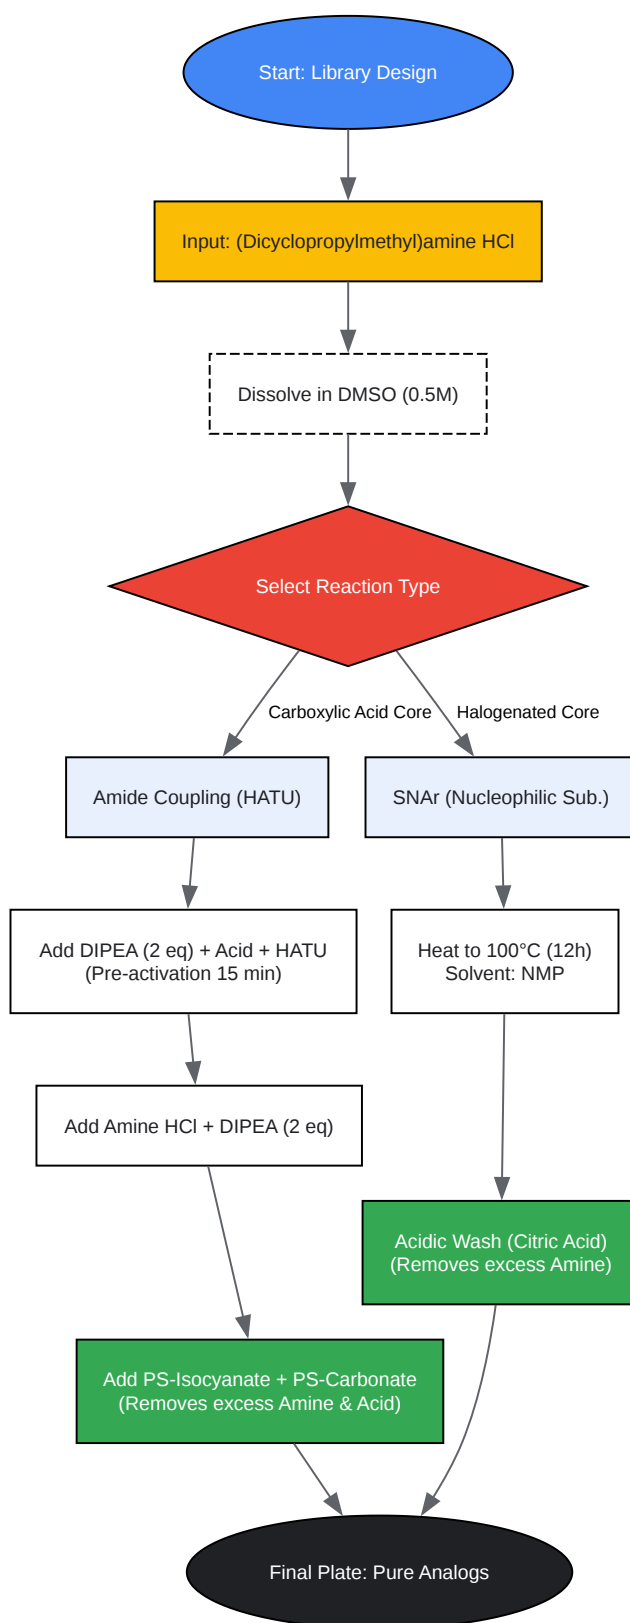 Start: Library Design
Input: (Dicyclopropylmethyl)amine HCl
Dissolve in DMSO (0.5M)
Select Reaction Type
Carboxylic Acid Core
Halogenated Core
Amide Coupling (HATU)
SNAr (Nucleophilic Sub.)
Add DIPEA (2 eq) + Acid + HATU
(Pre-activation 15 min)
Heat to 100°C (12h)
Solvent: NMP
Add Amine HCl + DIPEA (2 eq)
Acidic Wash (Citric Acid)
(Removes excess Amine)
Add PS-Isocyanate + PS-Carbonate
(Removes excess Amine & Acid)
Final Plate: Pure Analogs